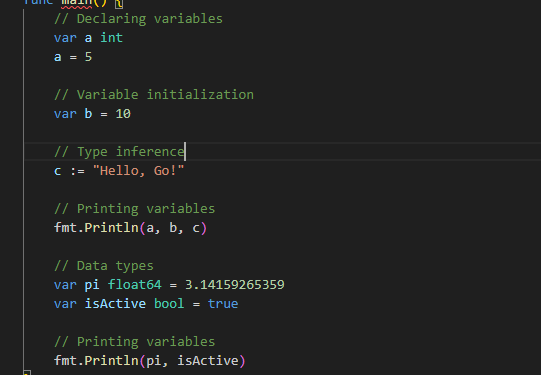 func main() {
// Declaring variables
var a int
a = 5
// Variable initialization
var b = 10
// Type inference
c := "Hello, Go!"
// Printing variables
fmt.Println(a, b, c)
// Data types
var pi float64 = 3.14159265359
var isActive bool = true
// Printing variables
fmt.Println(pi, isActive)